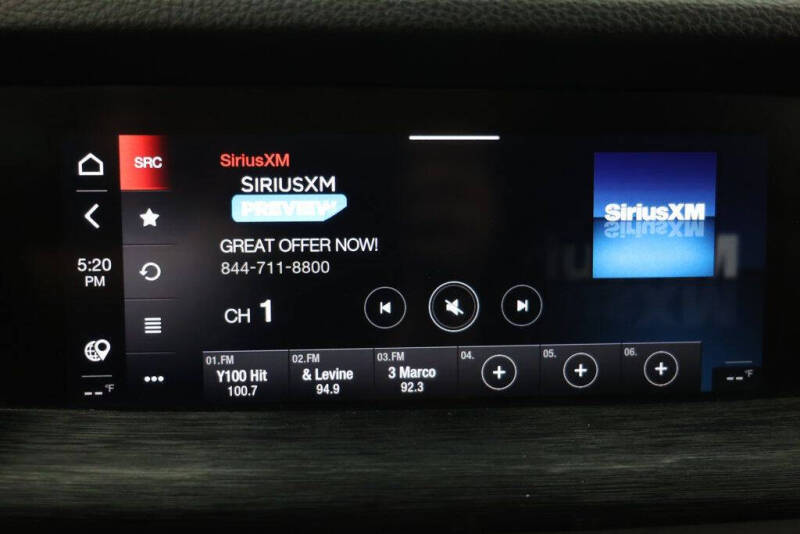 SRC
SiriusXM
SIRIUSXM
PREVIEW
GREAT OFFER NOW!
844-711-8800
CH 1
SiriusXM
5:20
PM
-- °F
01.FM
Y100 Hit
100.7
02.FM
& Levine
94.9
03.FM
3 Marco
92.3
04.
05.
06.
-- °F